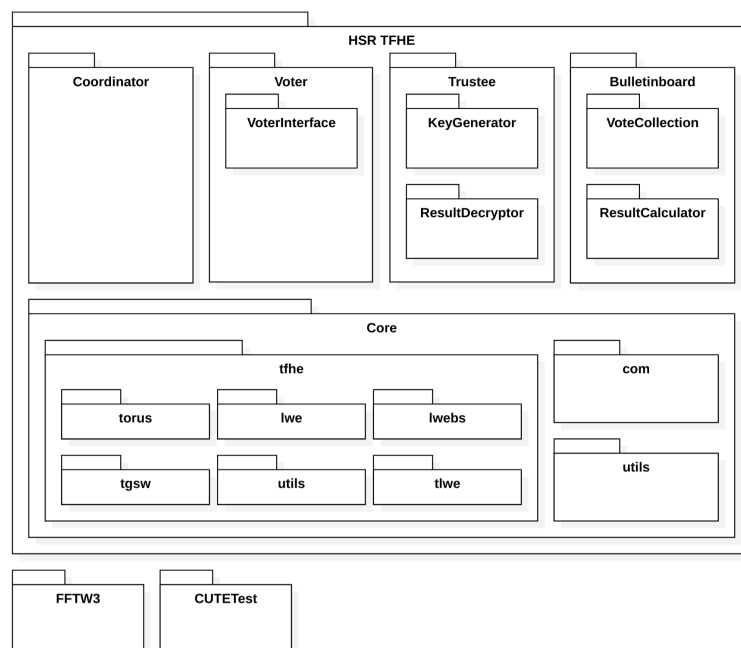 HSR TFHE
Coordinator
Voter
VoterInterface
Trustee
KeyGenerator
ResultDecryptor
Bulletinboard
VoteCollection
ResultCalculator
Core
tfhe
torus
lwe
lwebs
tgsw
utils
tlwe
com
utils
FFTW3
CUTETest